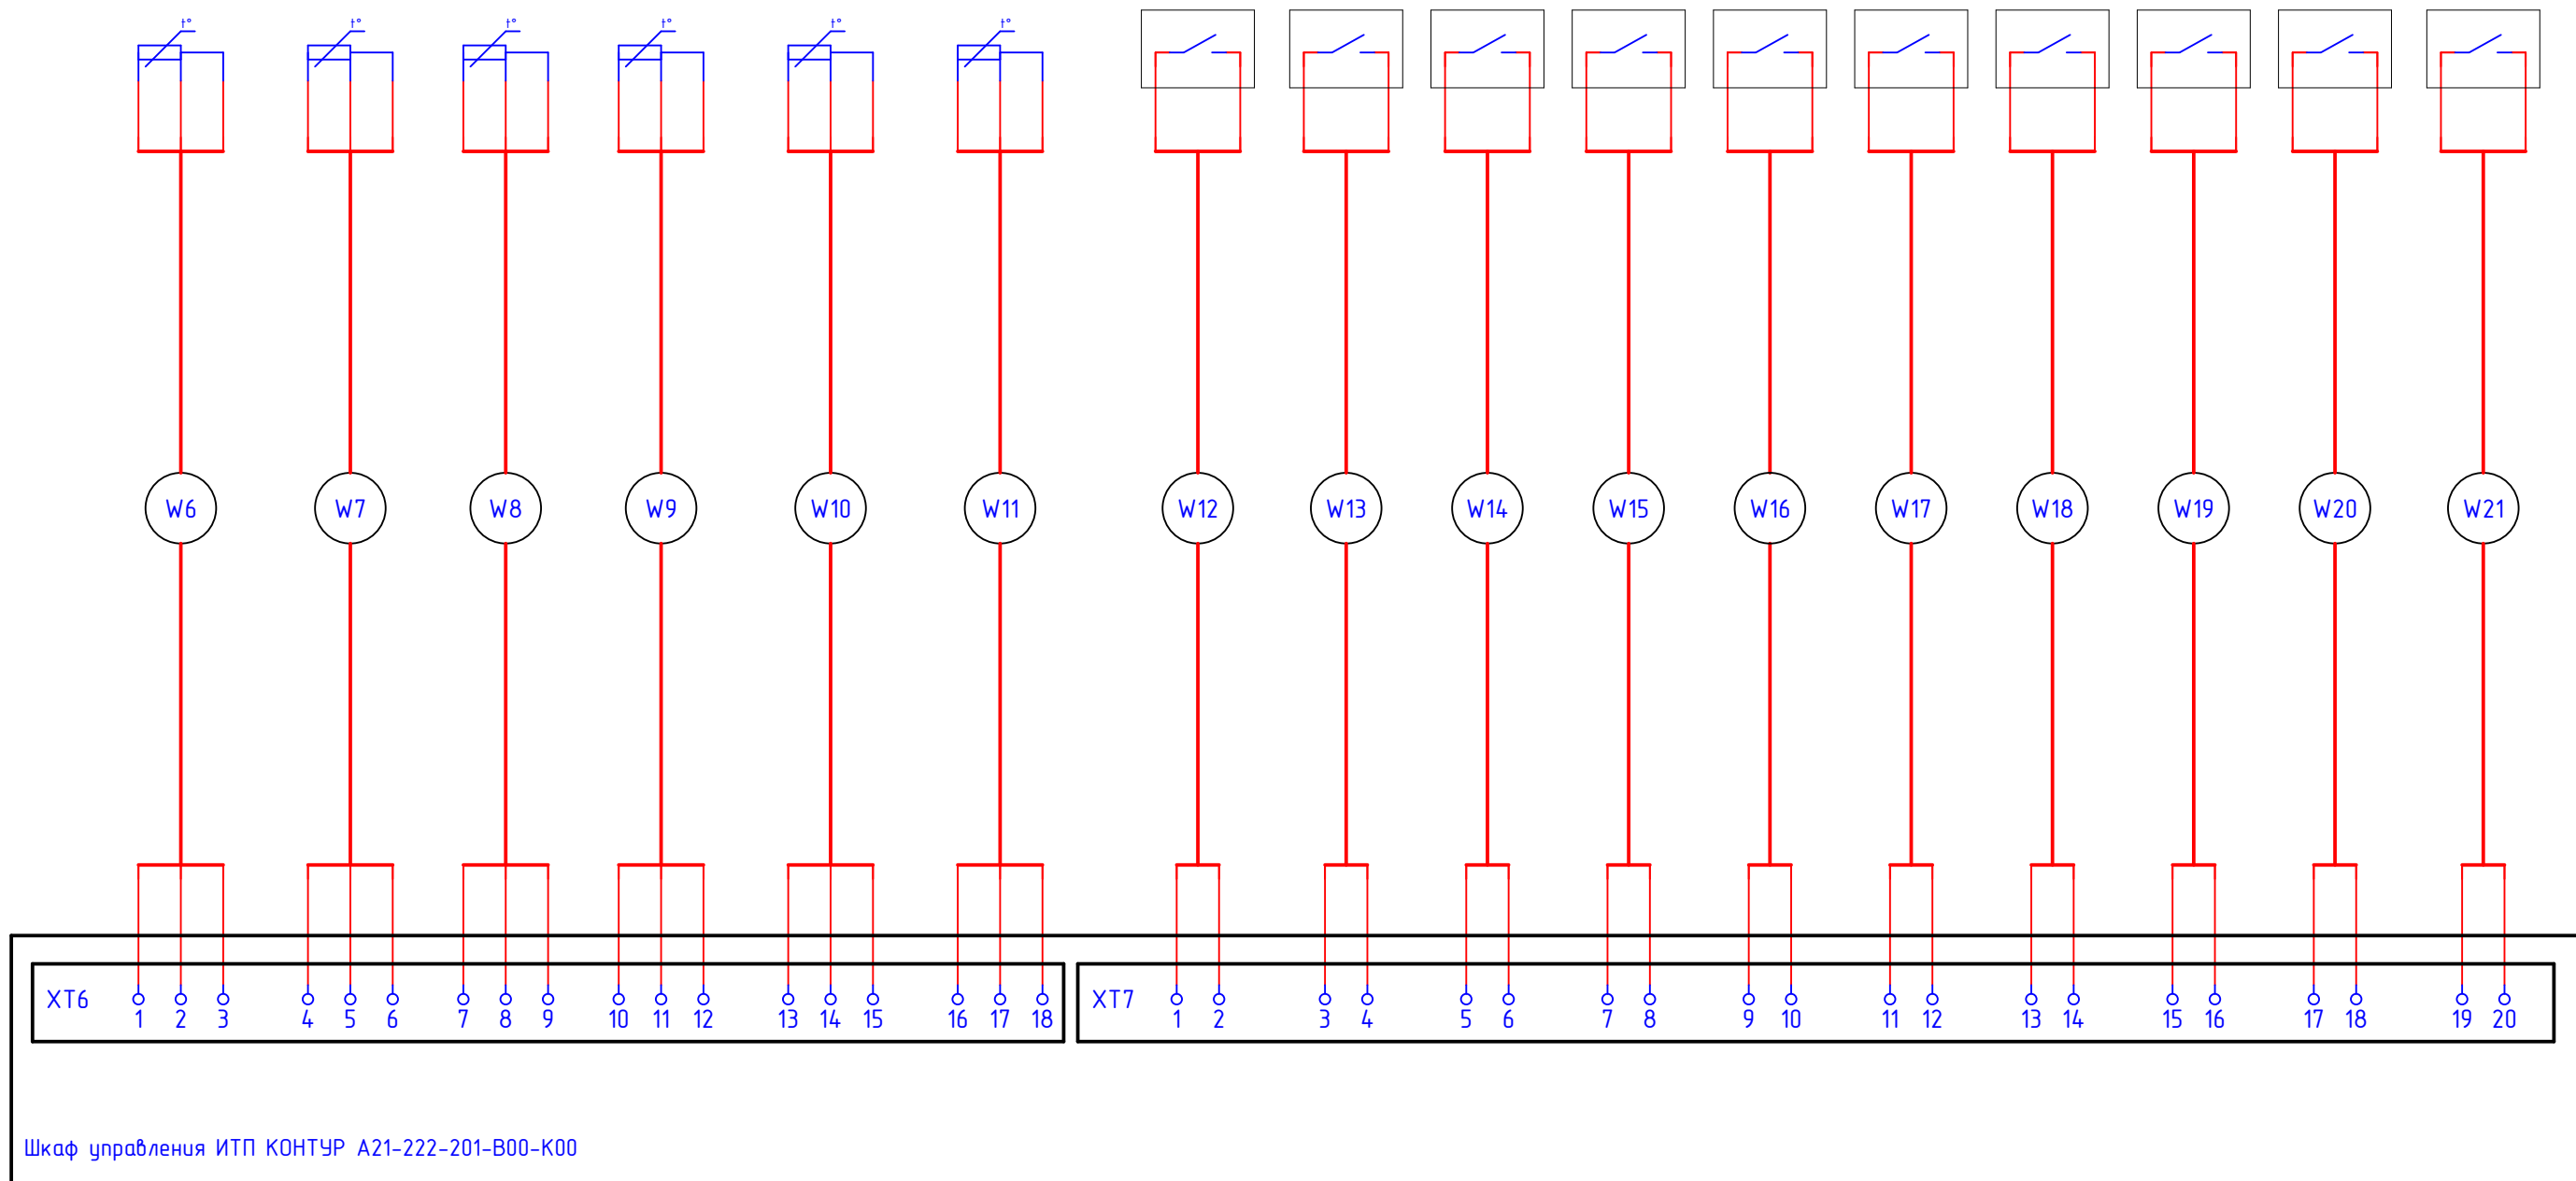 t° t° t° t° t° t°
W6 W7 W8 W9 W10 W11 W12 W13 W14 W15 W16 W17 W18 W19 W20 W21
XT6 1 2 3 4 5 6 7 8 9 10 11 12 13 14 15 16 17 18 XT7 1 2 3 4 5 6 7 8 9 10 11 12 13 14 15 16 17 18 19 20
Шкаф управления ИТП КОНТУР А21-222-201-В00-К00